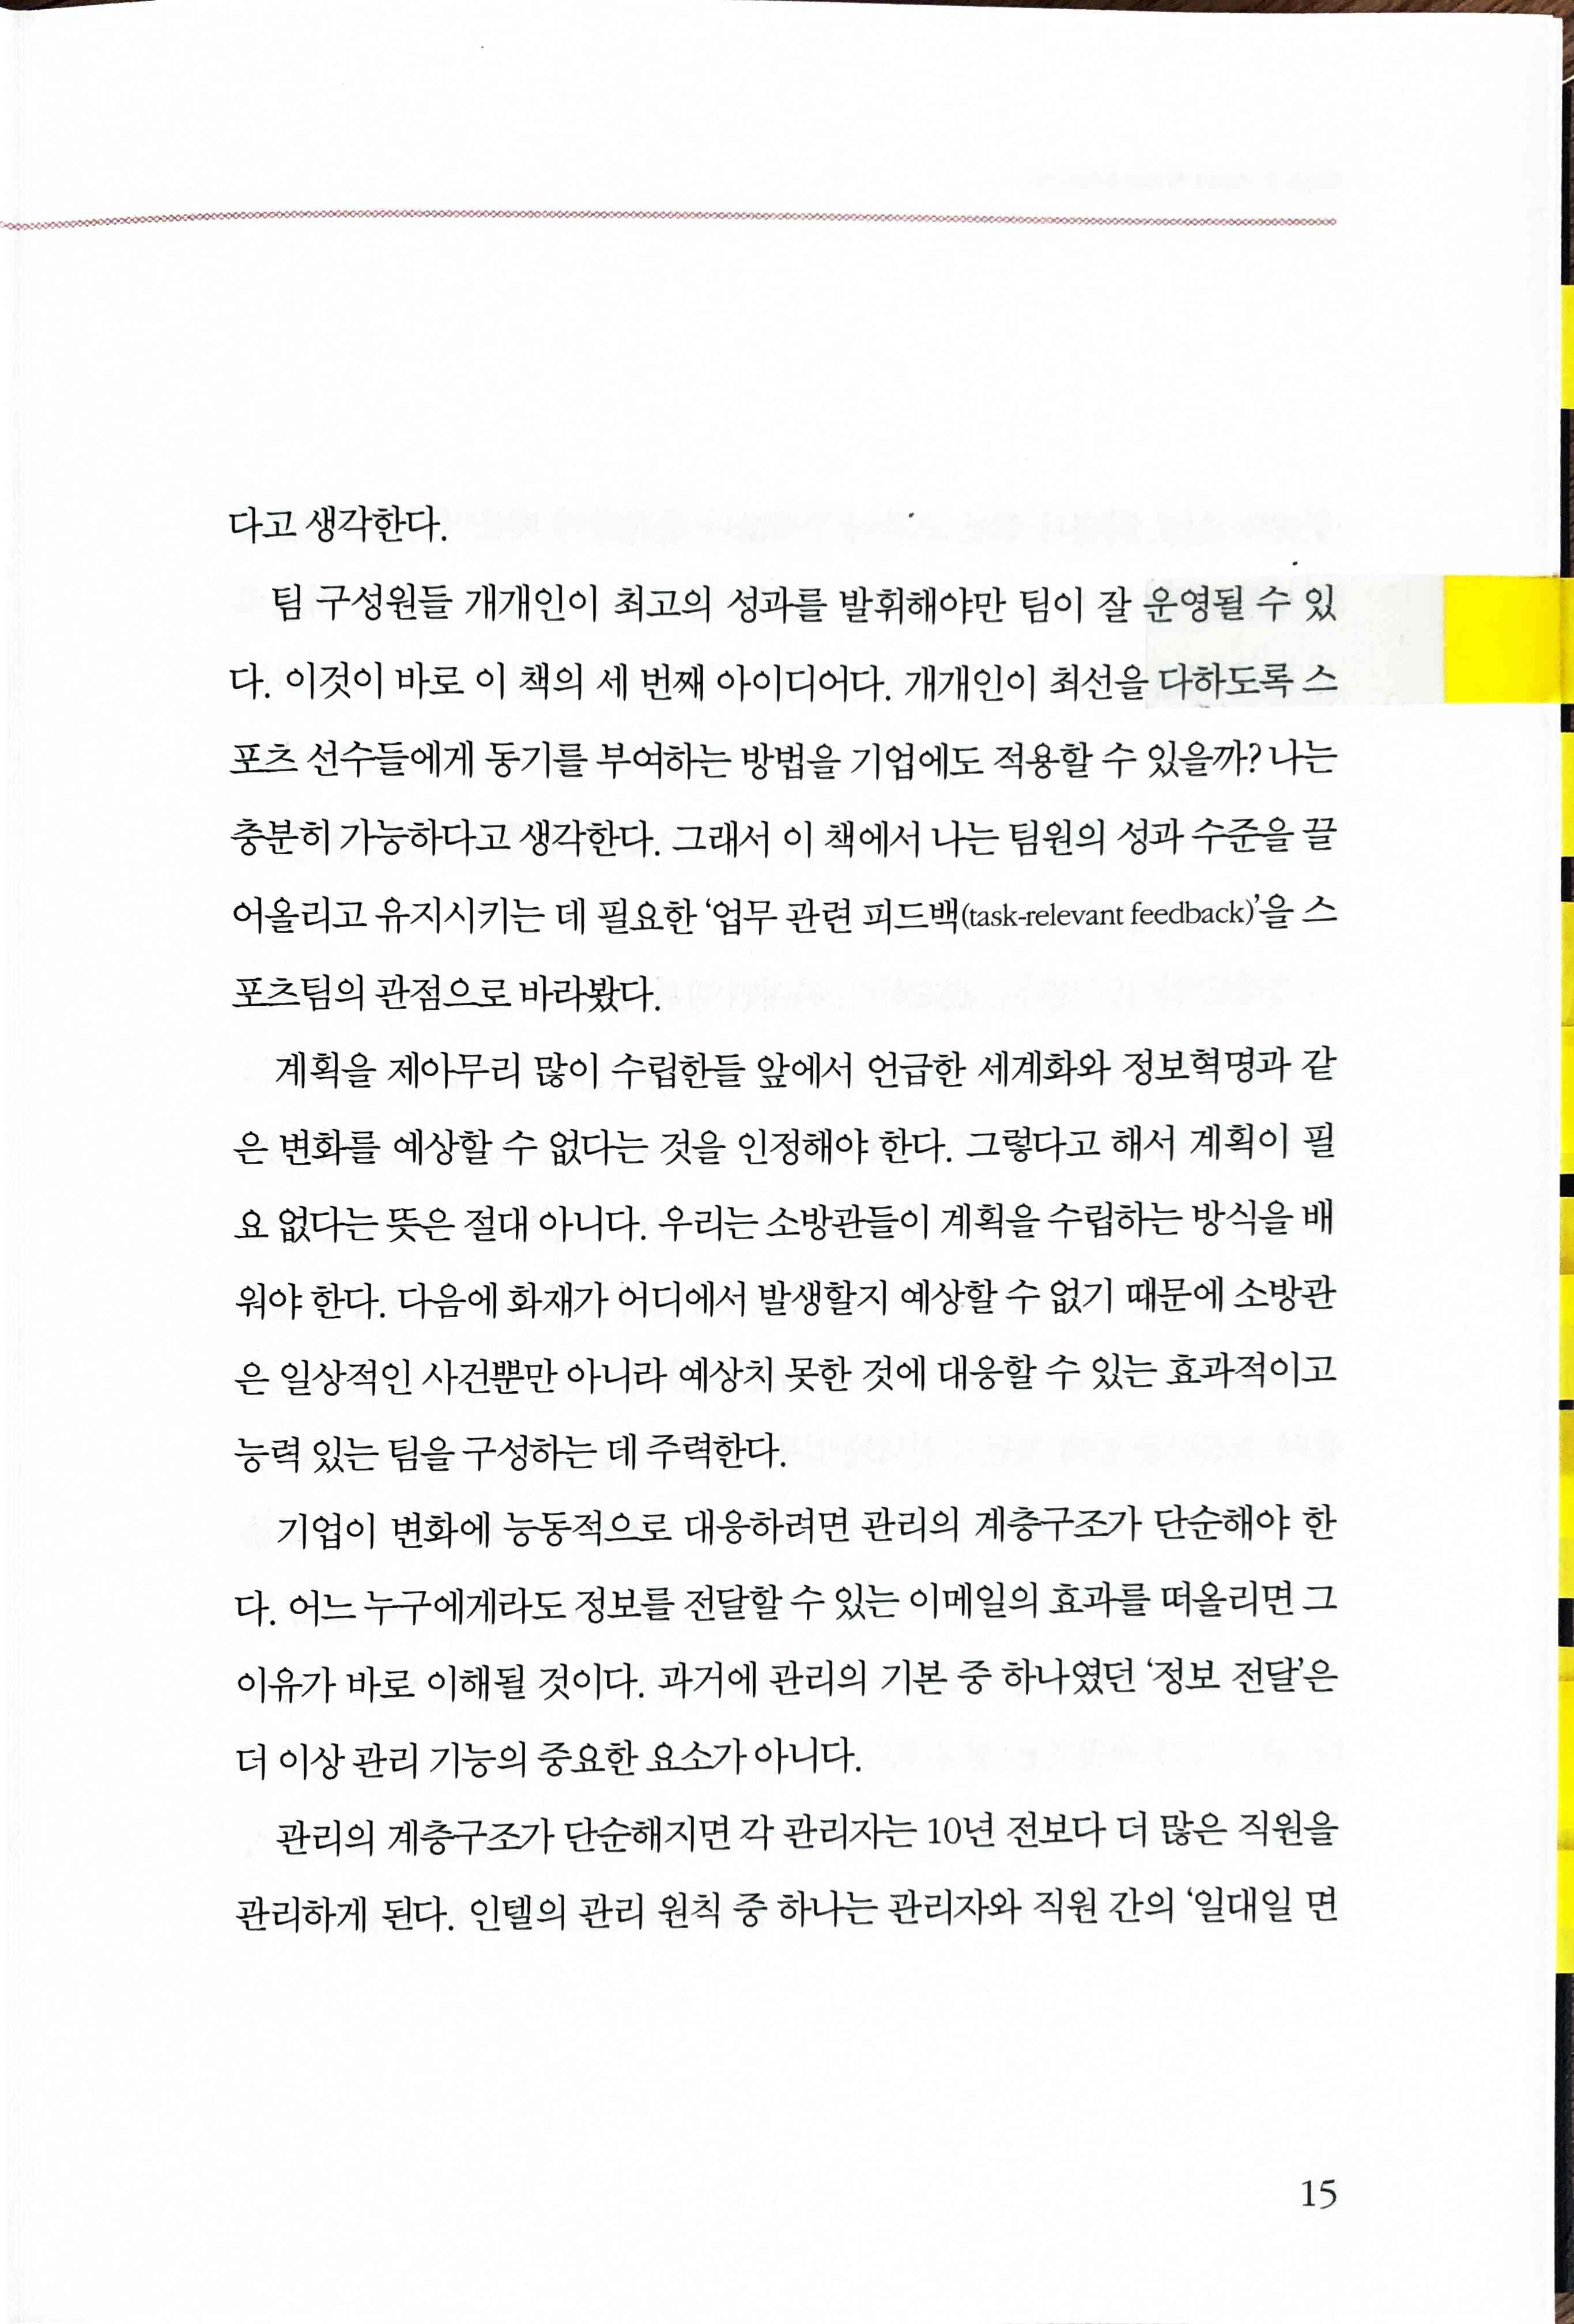 다고 생각한다.
팀 구성원들 개개인이 최고의 성과를 발휘해야만 팀이 잘 운영될 수 있
다. 이것이 바로 이 책의 세 번째 아이디어다. 개개인이 최선을 다하도록 스
포츠 선수들에게 동기를 부여하는 방법을 기업에도 적용할 수 있을까? 나는
충분히 가능하다고 생각한다. 그래서 이 책에서 나는 팀원의 성과 수준을 끌
어올리고 유지시키는 데 필요한 ‘업무 관련 피드백(task-relevant feedback)’을 스
포츠팀의 관점으로 바라봤다.
계획을 제아무리 많이 수립한들 앞에서 언급한 세계화와 정보혁명과 같
은 변화를 예상할 수 없다는 것을 인정해야 한다. 그렇다고 해서 계획이 필
요 없다는 뜻은 절대 아니다. 우리는 소방관들이 계획을 수립하는 방식을 배
워야 한다. 다음에 화재가 어디에서 발생할지 예상할 수 없기 때문에 소방관
은 일상적인 사건뿐만 아니라 예상치 못한 것에 대응할 수 있는 효과적이고
능력 있는 팀을 구성하는 데 주력한다.
기업이 변화에 능동적으로 대응하려면 관리의 계층구조가 단순해야 한
다. 어느 누구에게라도 정보를 전달할 수 있는 이메일의 효과를 떠올리면 그
이유가 바로 이해될 것이다. 과거에 관리의 기본 중 하나였던 ‘정보 전달’은
더 이상 관리 기능의 중요한 요소가 아니다.
관리의 계층구조가 단순해지면 각 관리자는 10년 전보다 더 많은 직원을
관리하게 된다. 인텔의 관리 원칙 중 하나는 관리자와 직원 간의 ‘일대일 면
15